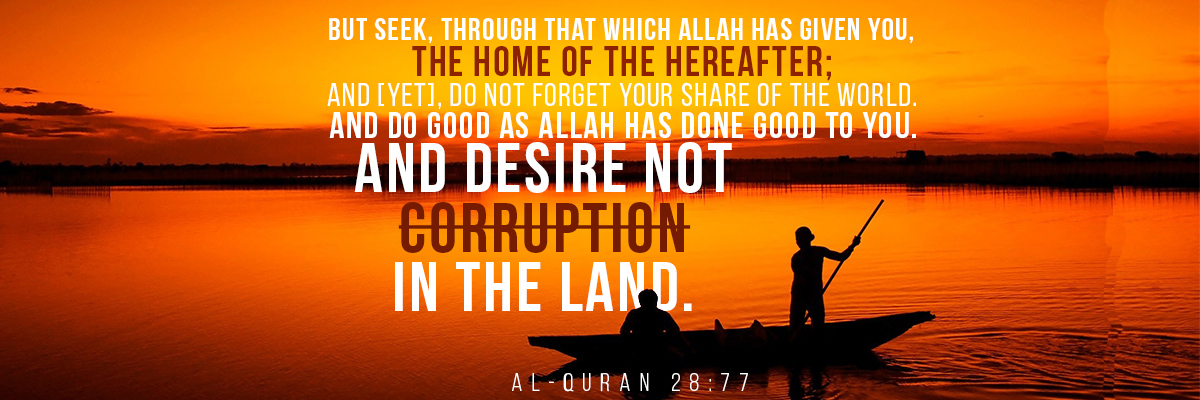 BUT SEEK, THROUGH THAT WHICH ALLAH HAS GIVEN YOU,
THE HOME OF THE HEREAFTER;
AND [YET], DO NOT FORGET YOUR SHARE OF THE WORLD.
AND DO GOOD AS ALLAH HAS DONE GOOD TO YOU.
AND DESIRE NOT
CORRUPTION
IN THE LAND.
AL-QURAN 28:77